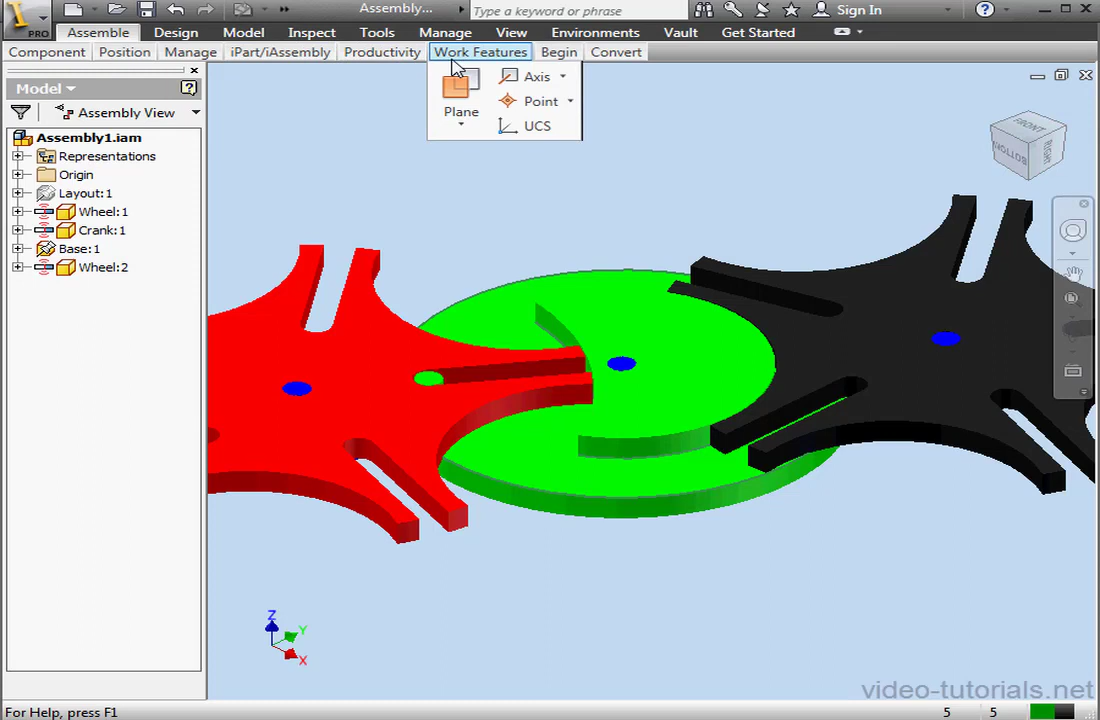 PRO
Assembly...
Type a keyword or phrase
Sign In
Assemble Design Model Inspect Tools Manage View Environments Vault Get Started
Component Position Manage iPart/iAssembly Productivity Work Features Begin Convert
Model
Assembly View
Assembly1.iam
Representations
Origin
Layout:1
Wheel:1
Crank:1
Base:1
Wheel:2
Plane
Axis
Point
UCS
FRONT
RIGHT
BOTTOM
Z
Y
X
video-tutorials.net
For Help, press F1
5 5